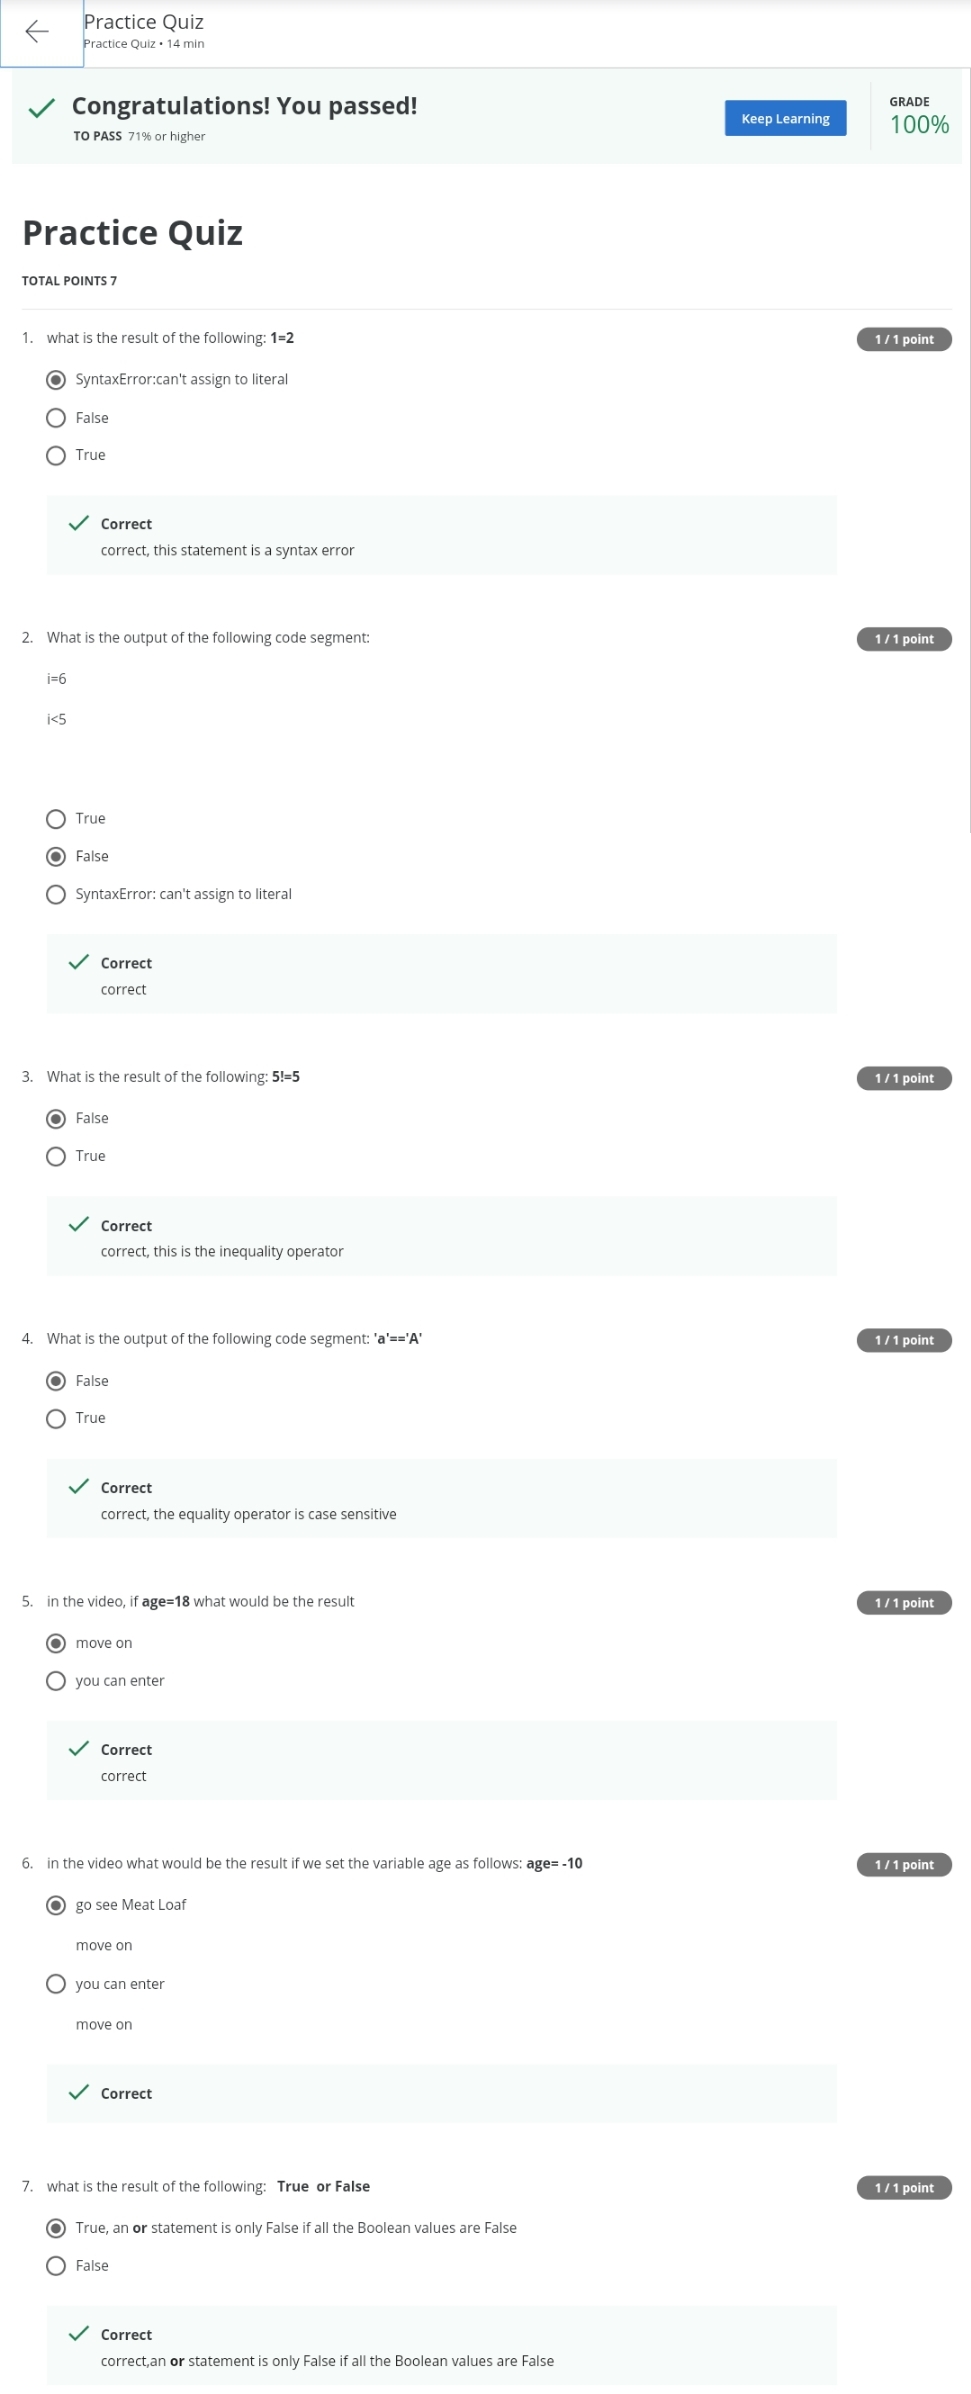 Practice Quiz
Practice Quiz • 14 min
Congratulations! You passed!
TO PASS 71% or higher
Keep Learning
GRADE
100%
Practice Quiz
TOTAL POINTS 7
1. what is the result of the following: 1=2
1 / 1 point
SyntaxError:can't assign to literal
False
True
Correct
correct, this statement is a syntax error
2. What is the output of the following code segment:
1 / 1 point
i=6
i<5
True
False
SyntaxError: can't assign to literal
Correct
correct
3. What is the result of the following: 5!=5
1 / 1 point
False
True
Correct
correct, this is the inequality operator
4. What is the output of the following code segment: 'a'=='A'
1 / 1 point
False
True
Correct
correct, the equality operator is case sensitive
5. in the video, if age=18 what would be the result
1 / 1 point
move on
you can enter
Correct
correct
6. in the video what would be the result if we set the variable age as follows: age= -10
1 / 1 point
go see Meat Loaf
move on
you can enter
move on
Correct
7. what is the result of the following: True or False
1 / 1 point
True, an or statement is only False if all the Boolean values are False
False
Correct
correct,an or statement is only False if all the Boolean values are False